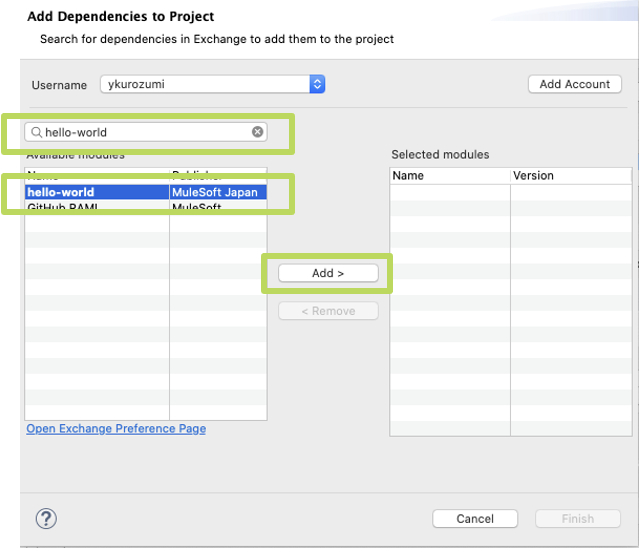 Add Dependencies to Project
Search for dependencies in Exchange to add them to the project
Username ykurozumi Add Account
hello-world
Available modules Selected modules
Name Publisher Name Version
hello-world MuleSoft Japan
GitHub RAML MuleSoft
Add >
< Remove
Open Exchange Preference Page
? Cancel Finish